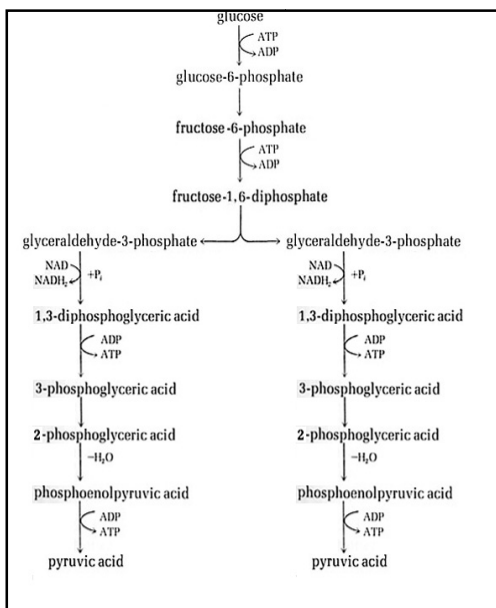 glucose
ATP
ADP
glucose-6-phosphate
fructose-6-phosphate
ATP
ADP
fructose-1,6-diphosphate
glyceraldehyde-3-phosphate glyceraldehyde-3-phosphate
NAD +Pi NAD +Pi
NADH₂ NADH₂
1,3-diphosphoglyceric acid 1,3-diphosphoglyceric acid
ADP ADP
ATP ATP
3-phosphoglyceric acid 3-phosphoglyceric acid
2-phosphoglyceric acid 2-phosphoglyceric acid
–H₂O –H₂O
phosphoenolpyruvic acid phosphoenolpyruvic acid
ADP ADP
ATP ATP
pyruvic acid pyruvic acid